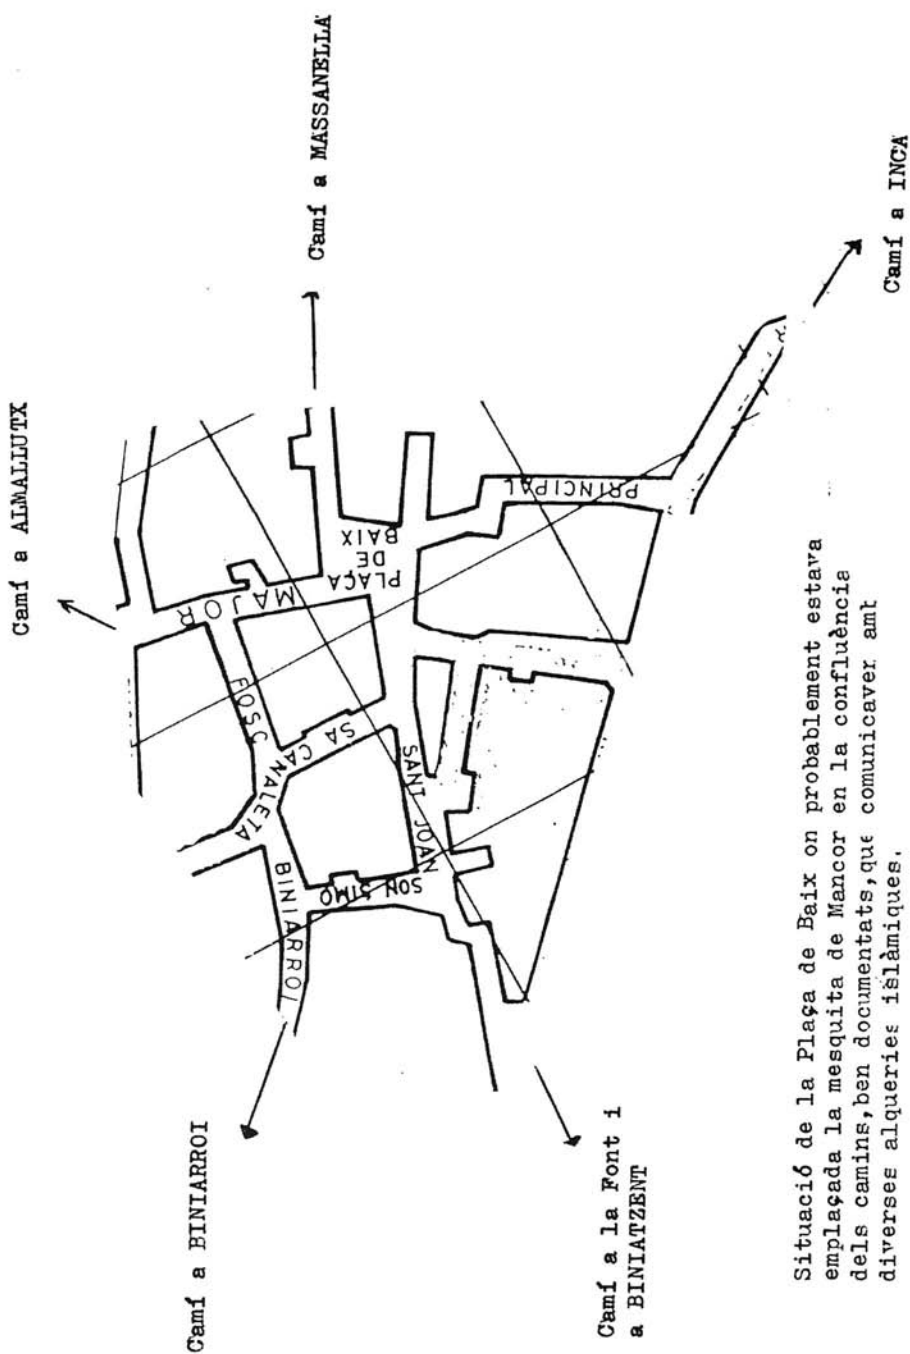 Camí a ALMALLUTX
Camí a MASSANELLA
Camí a INCA
Camí a BINIARROI
Camí a la Font i
a BINIATZENT
MAJOR
FOSC
SA CANALETA
BINIARROI
SON SIMO
SANT JOAN
PLAÇA
DE
BAIX
PRINCIPAL
Situació de la Plaça de Baix on probablement estava
emplaçada la mesquita de Mancor en la confluència
dels camins,ben documentats,que comunicaven amb
diverses alqueries islàmiques.